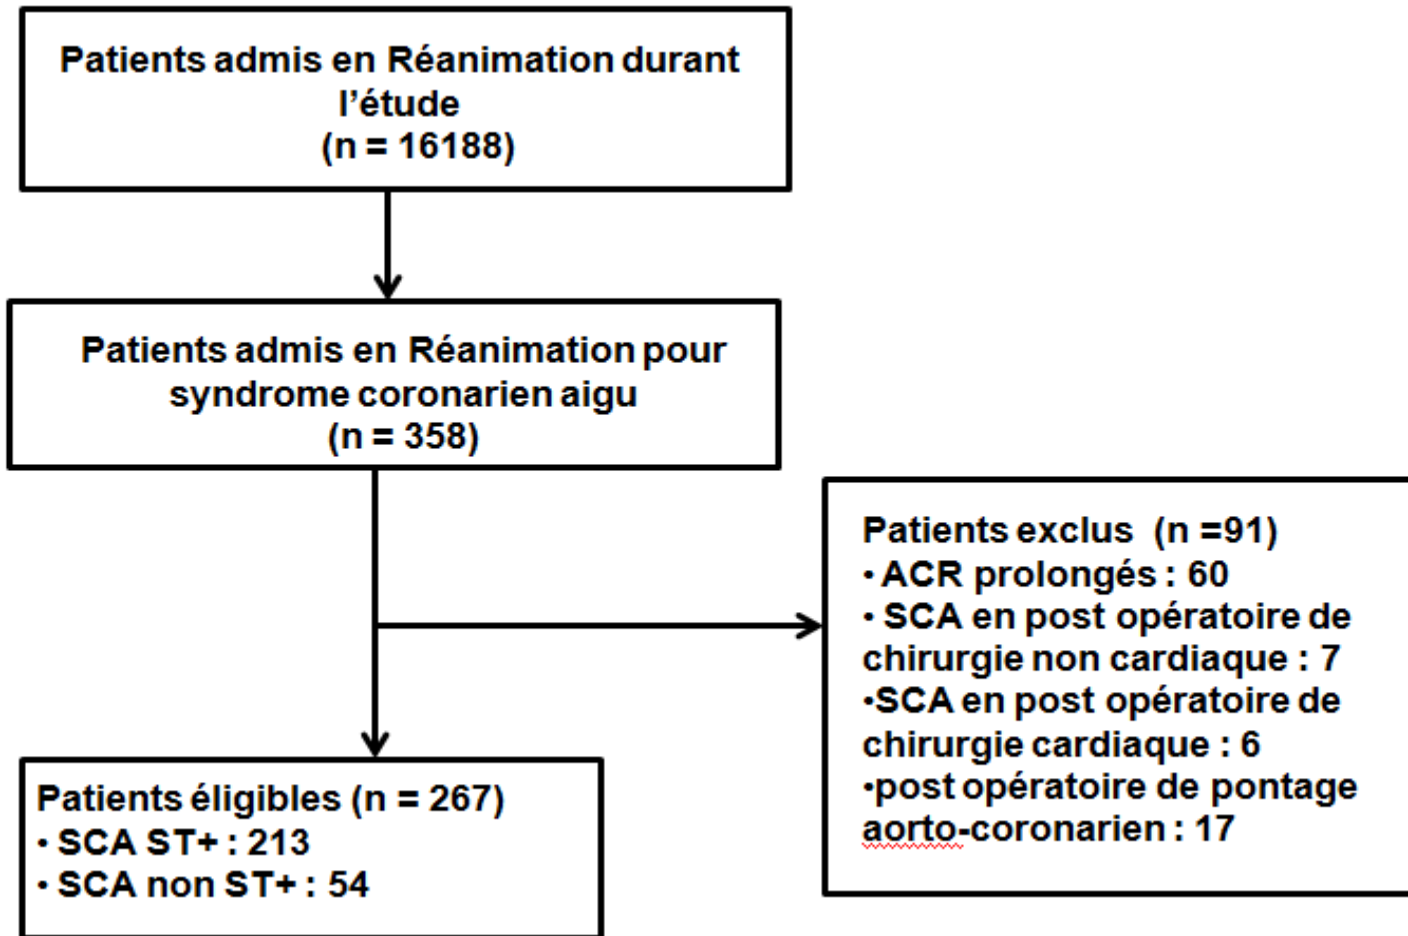 Patients admis en Réanimation durant
l'étude
(n = 16188)
Patients admis en Réanimation pour
syndrome coronarien aigu
(n = 358)
Patients exclus (n =91)
• ACR prolongés : 60
• SCA en post opératoire de
chirurgie non cardiaque : 7
•SCA en post opératoire de
chirurgie cardiaque : 6
•post opératoire de pontage
aorto-coronarien : 17
Patients éligibles (n = 267)
• SCA ST+ : 213
• SCA non ST+ : 54